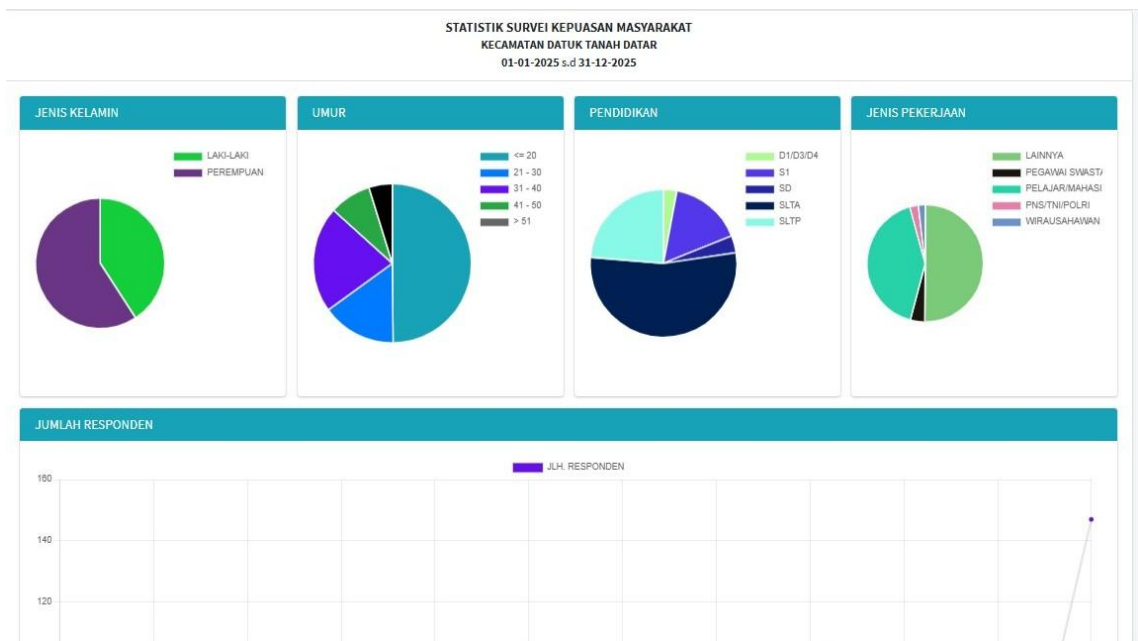 STATISTIK SURVEI KEPUASAN MASYARAKAT
KECAMATAN DATUK TANAH DATAR
01-01-2025 s.d 31-12-2025
JENIS KELAMIN
LAKI-LAKI
PEREMPUAN
UMUR
<= 20
21 - 30
31 - 40
41 - 50
> 51
PENDIDIKAN
D1/D3/D4
S1
SD
SLTA
SLTP
JENIS PEKERJAAN
LAINNYA
PEGAWAI SWASTA
PELAJAR/MAHASI
PNS/TNI/POLRI
WIRAUSAHAWAN
JUMLAH RESPONDEN
JLH. RESPONDEN
160
140
120